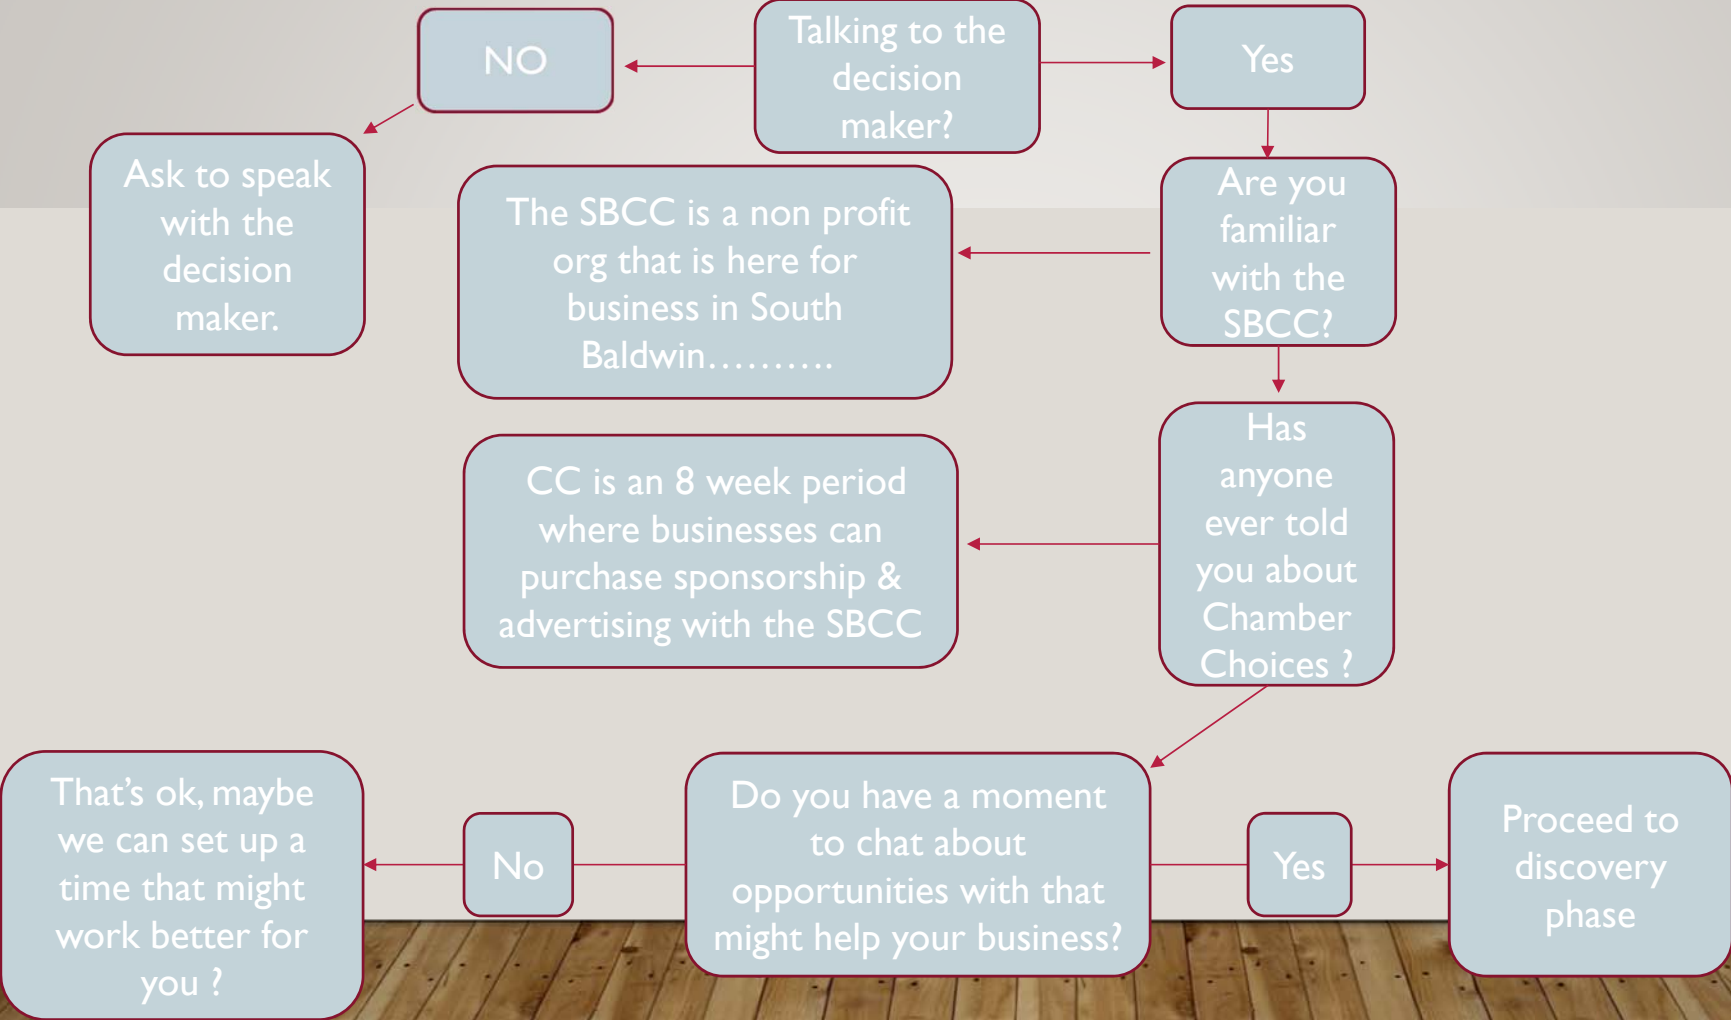 NO
Talking to the
decision
maker?
Yes
Ask to speak
with the
decision
maker.
The SBCC is a non profit
org that is here for
business in South
Baldwin……….
Are you
familiar
with the
SBCC?
CC is an 8 week period
where businesses can
purchase sponsorship &
advertising with the SBCC
Has
anyone
ever told
you about
Chamber
Choices ?
That’s ok, maybe
we can set up a
time that might
work better for
you ?
No
Do you have a moment
to chat about
opportunities with that
might help your business?
Yes
Proceed to
discovery
phase